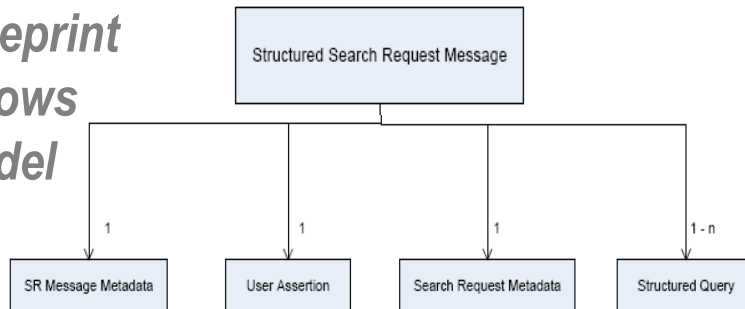 eprint
ows
del
Structured Search Request Message
1
1
1
1 - n
SR Message Metadata
User Assertion
Search Request Metadata
Structured Query